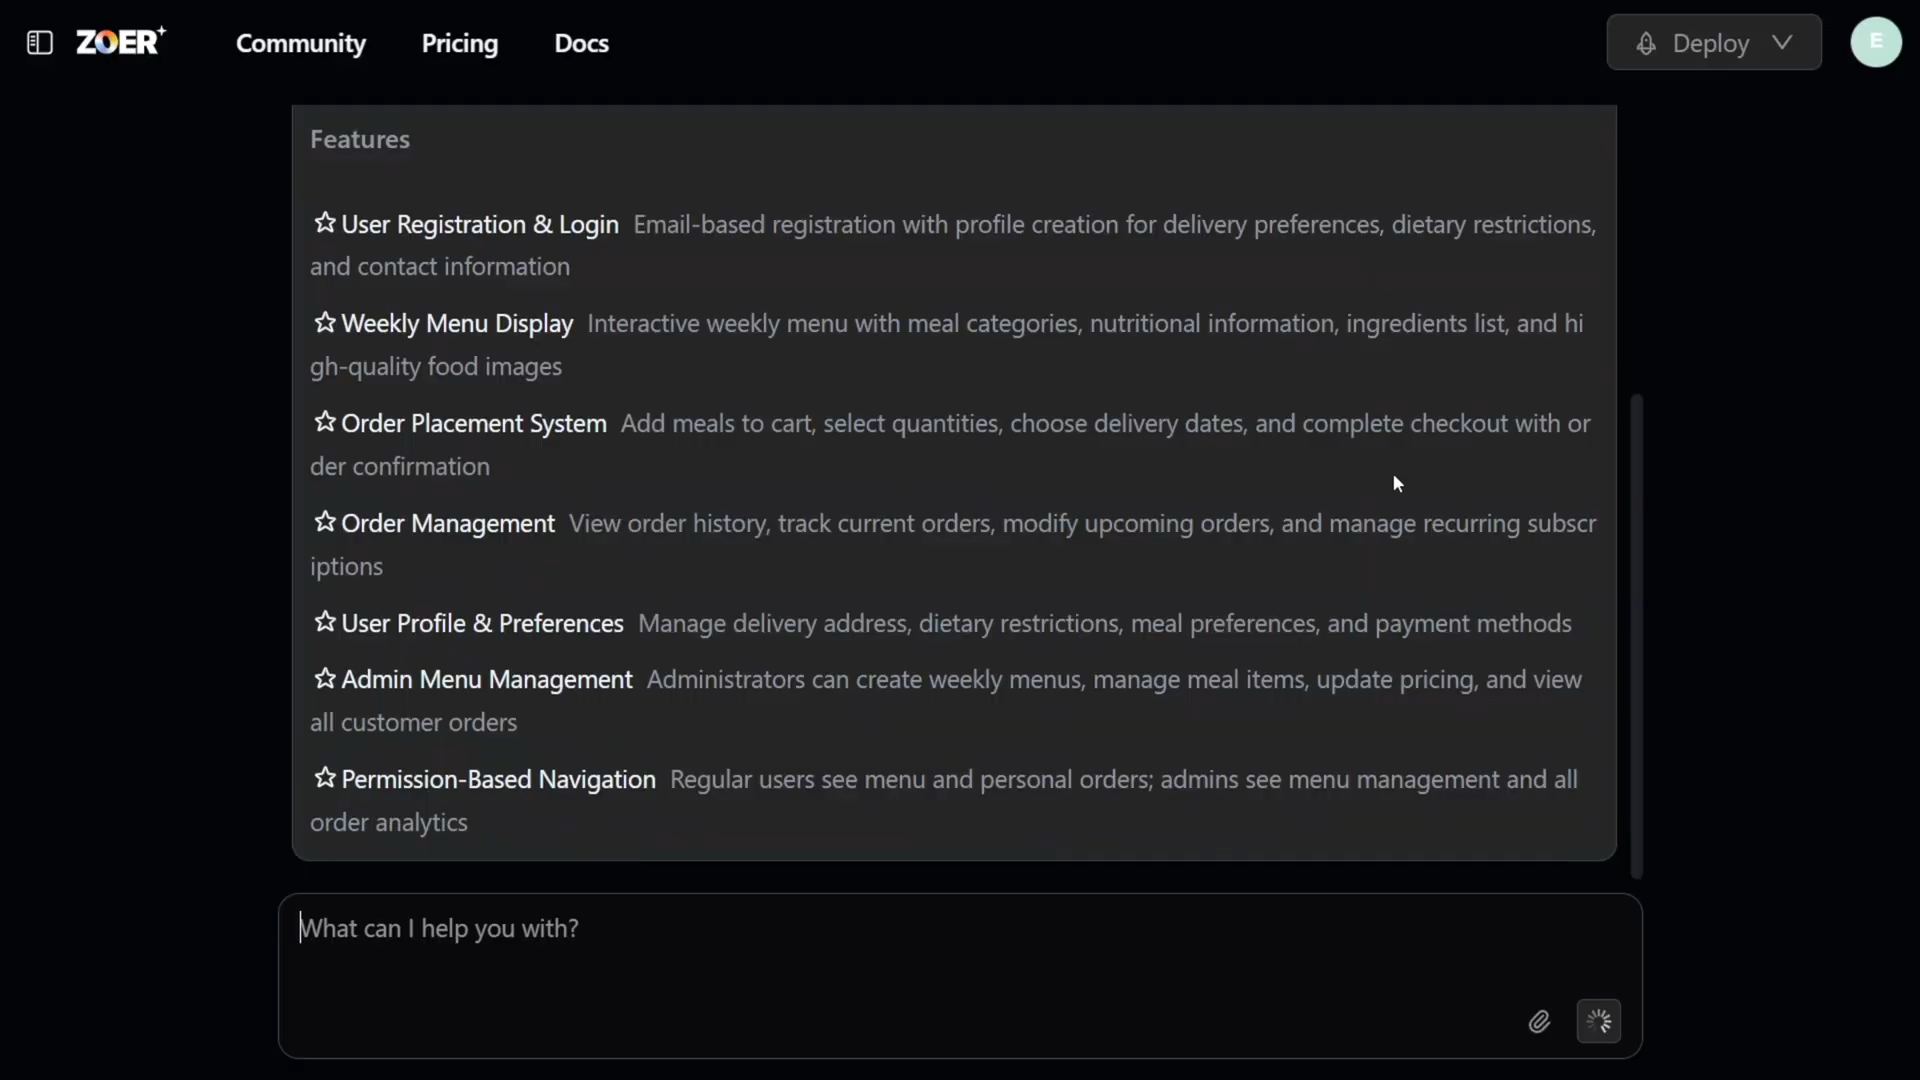 ZOER+
Community
Pricing
Docs
Deploy
E
Features
User Registration & Login Email-based registration with profile creation for delivery preferences, dietary restrictions,
and contact information
Weekly Menu Display Interactive weekly menu with meal categories, nutritional information, ingredients list, and hi
gh-quality food images
Order Placement System Add meals to cart, select quantities, choose delivery dates, and complete checkout with or
der confirmation
Order Management View order history, track current orders, modify upcoming orders, and manage recurring subscr
iptions
User Profile & Preferences Manage delivery address, dietary restrictions, meal preferences, and payment methods
Admin Menu Management Administrators can create weekly menus, manage meal items, update pricing, and view
all customer orders
Permission-Based Navigation Regular users see menu and personal orders; admins see menu management and all
order analytics
What can I help you with?